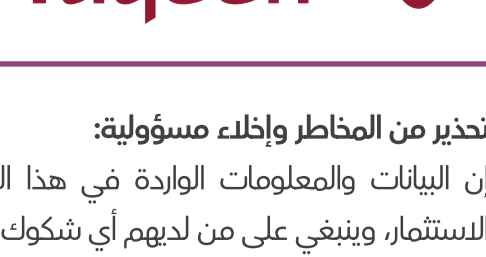 تحذير من المخاطر وإخلاء مسؤولية:
إن البيانات والمعلومات الواردة في هذا
الاستثمار، وينبغي على من لديهم أي شكوك